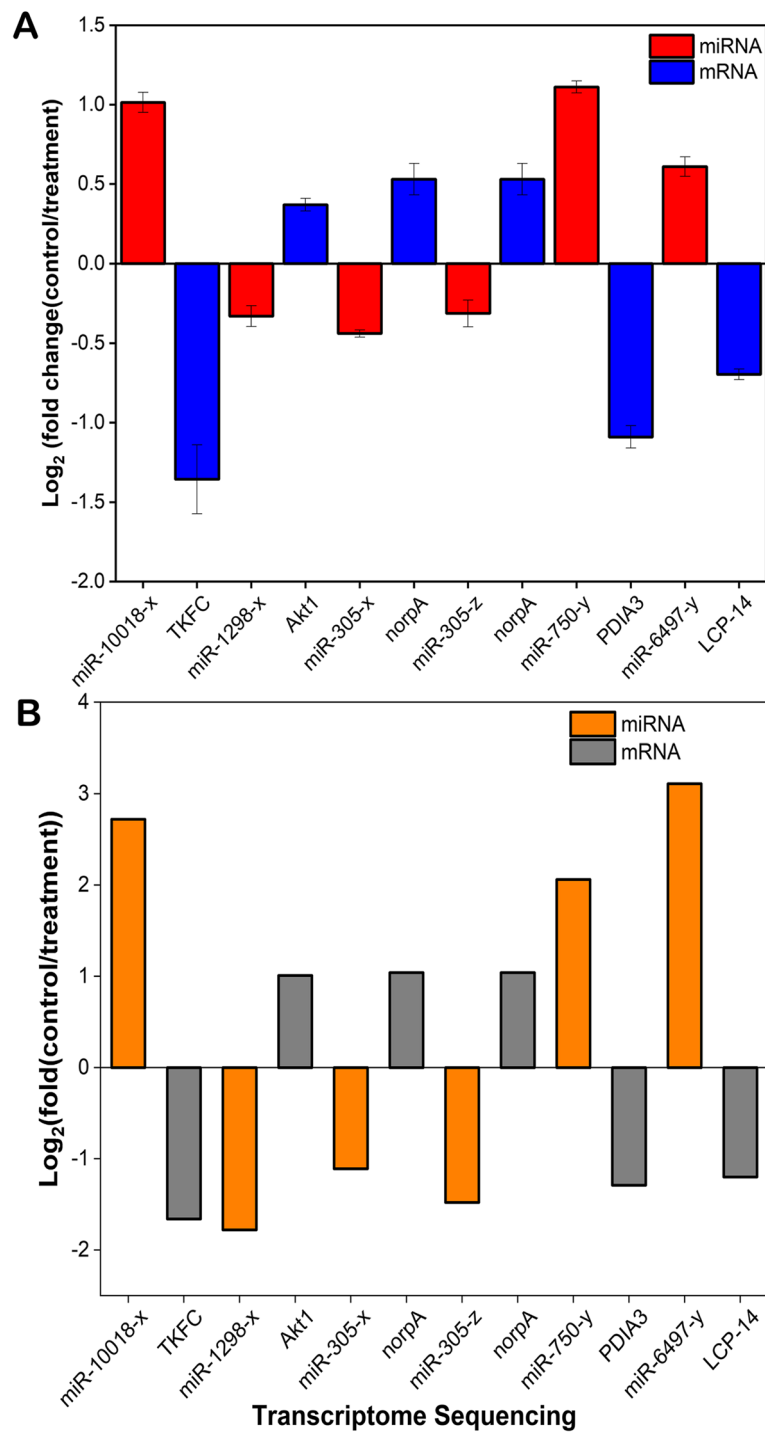 A
Log₂ (fold change(control/treatment)
1.5
1.0
0.5
0.0
-0.5
-1.0
-1.5
-2.0
miRNA
mRNA
miR-10018-x
TKFC
miR-1298-x
Akt1
miR-305-x
norpA
miR-305-z
norpA
miR-750-y
PDIA3
miR-6497-y
LCP-14
B
Log₂(fold(control/treatment))
4
3
2
1
0
-1
-2
miRNA
mRNA
miR-10018-x
TKFC
miR-1298-x
Akt1
miR-305-x
norpA
miR-305-z
norpA
miR-750-y
PDIA3
miR-6497-y
LCP-14
Transcriptome Sequencing